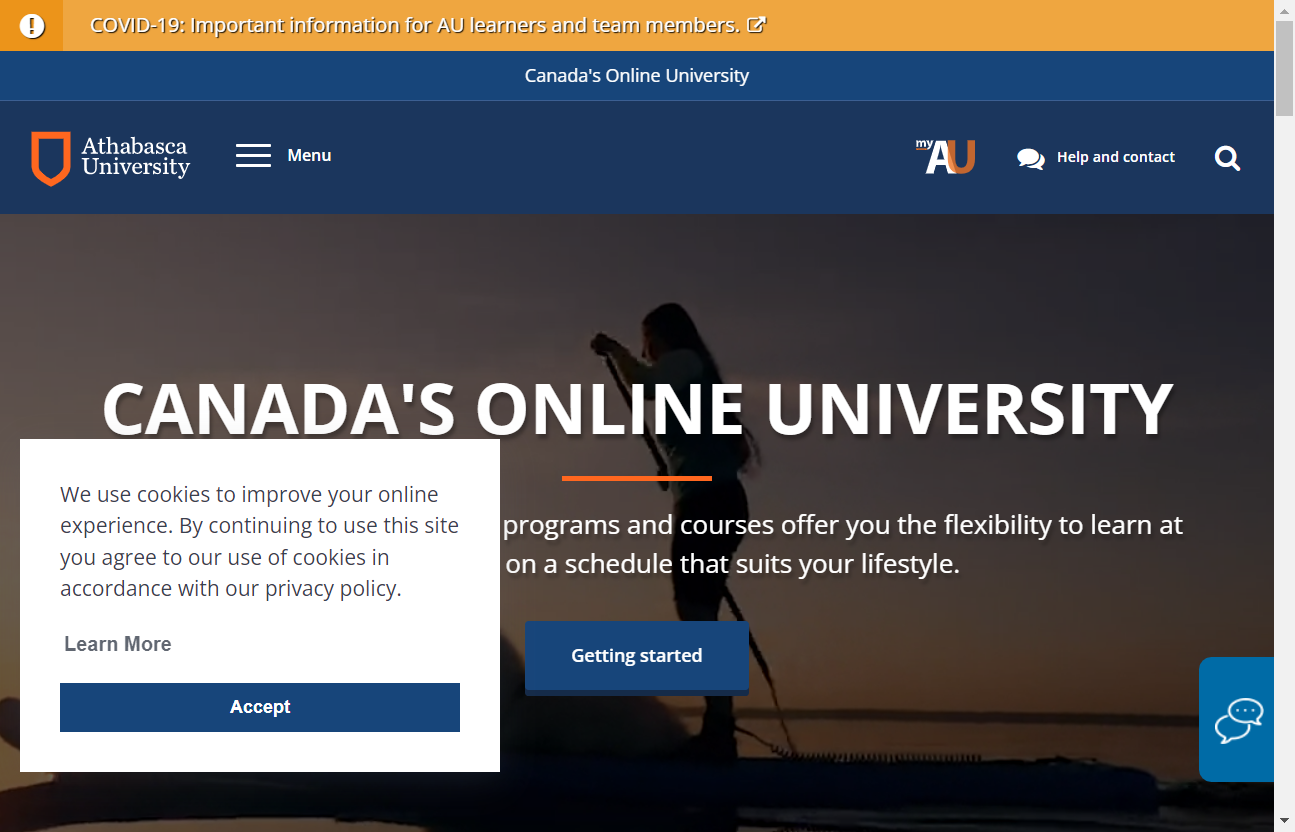 COVID-19: Important information for AU learners and team members.
Canada's Online University
Athabasca
University
Menu
my AU
Help and contact
CANADA'S ONLINE UNIVERSITY
programs and courses offer you the flexibility to learn at
on a schedule that suits your lifestyle.
Getting started
We use cookies to improve your online
experience. By continuing to use this site
you agree to our use of cookies in
accordance with our privacy policy.
Learn More
Accept